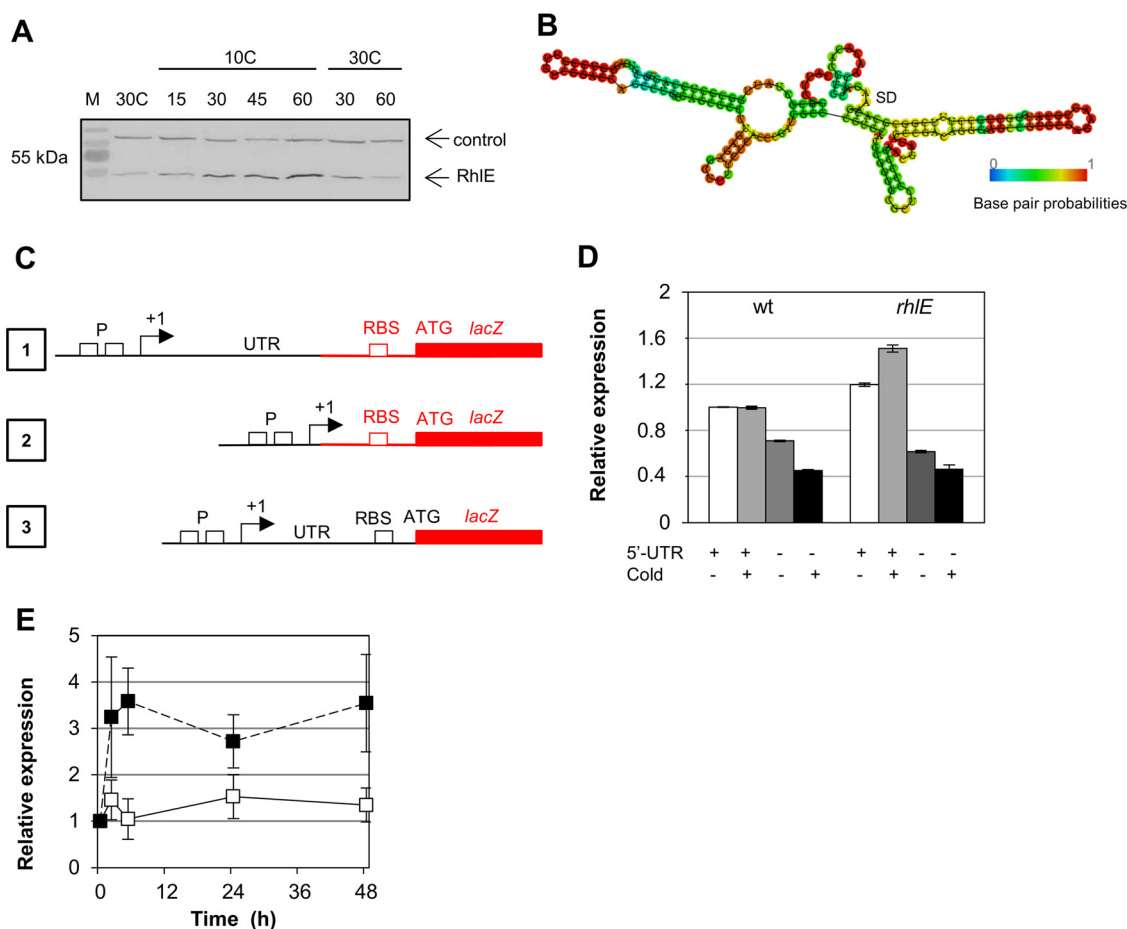 A
10C 30C
M 30C 15 30 45 60 30 60
55 kDa
control
RhlE
B
SD
0 1
Base pair probabilities
C
1
P
+1
UTR
RBS ATG lacZ
2
P
+1
RBS ATG lacZ
3
P
+1
UTR
RBS ATG lacZ
D
Relative expression
2
1.6
1.2
0.8
0.4
0
wt rhlE
5'-UTR + + - - + + - -
Cold - + - + - + - +
E
Relative expression
5
4
3
2
1
0
0 12 24 36 48
Time (h)